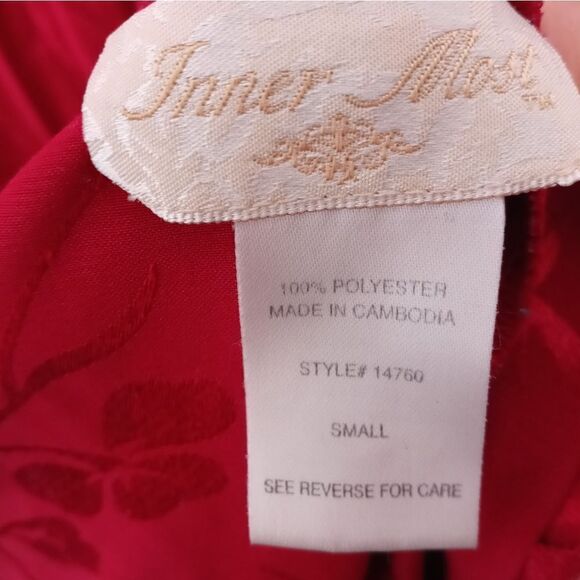 Inner Most
100% POLYESTER
MADE IN CAMBODIA
STYLE# 14760
SMALL
SEE REVERSE FOR CARE